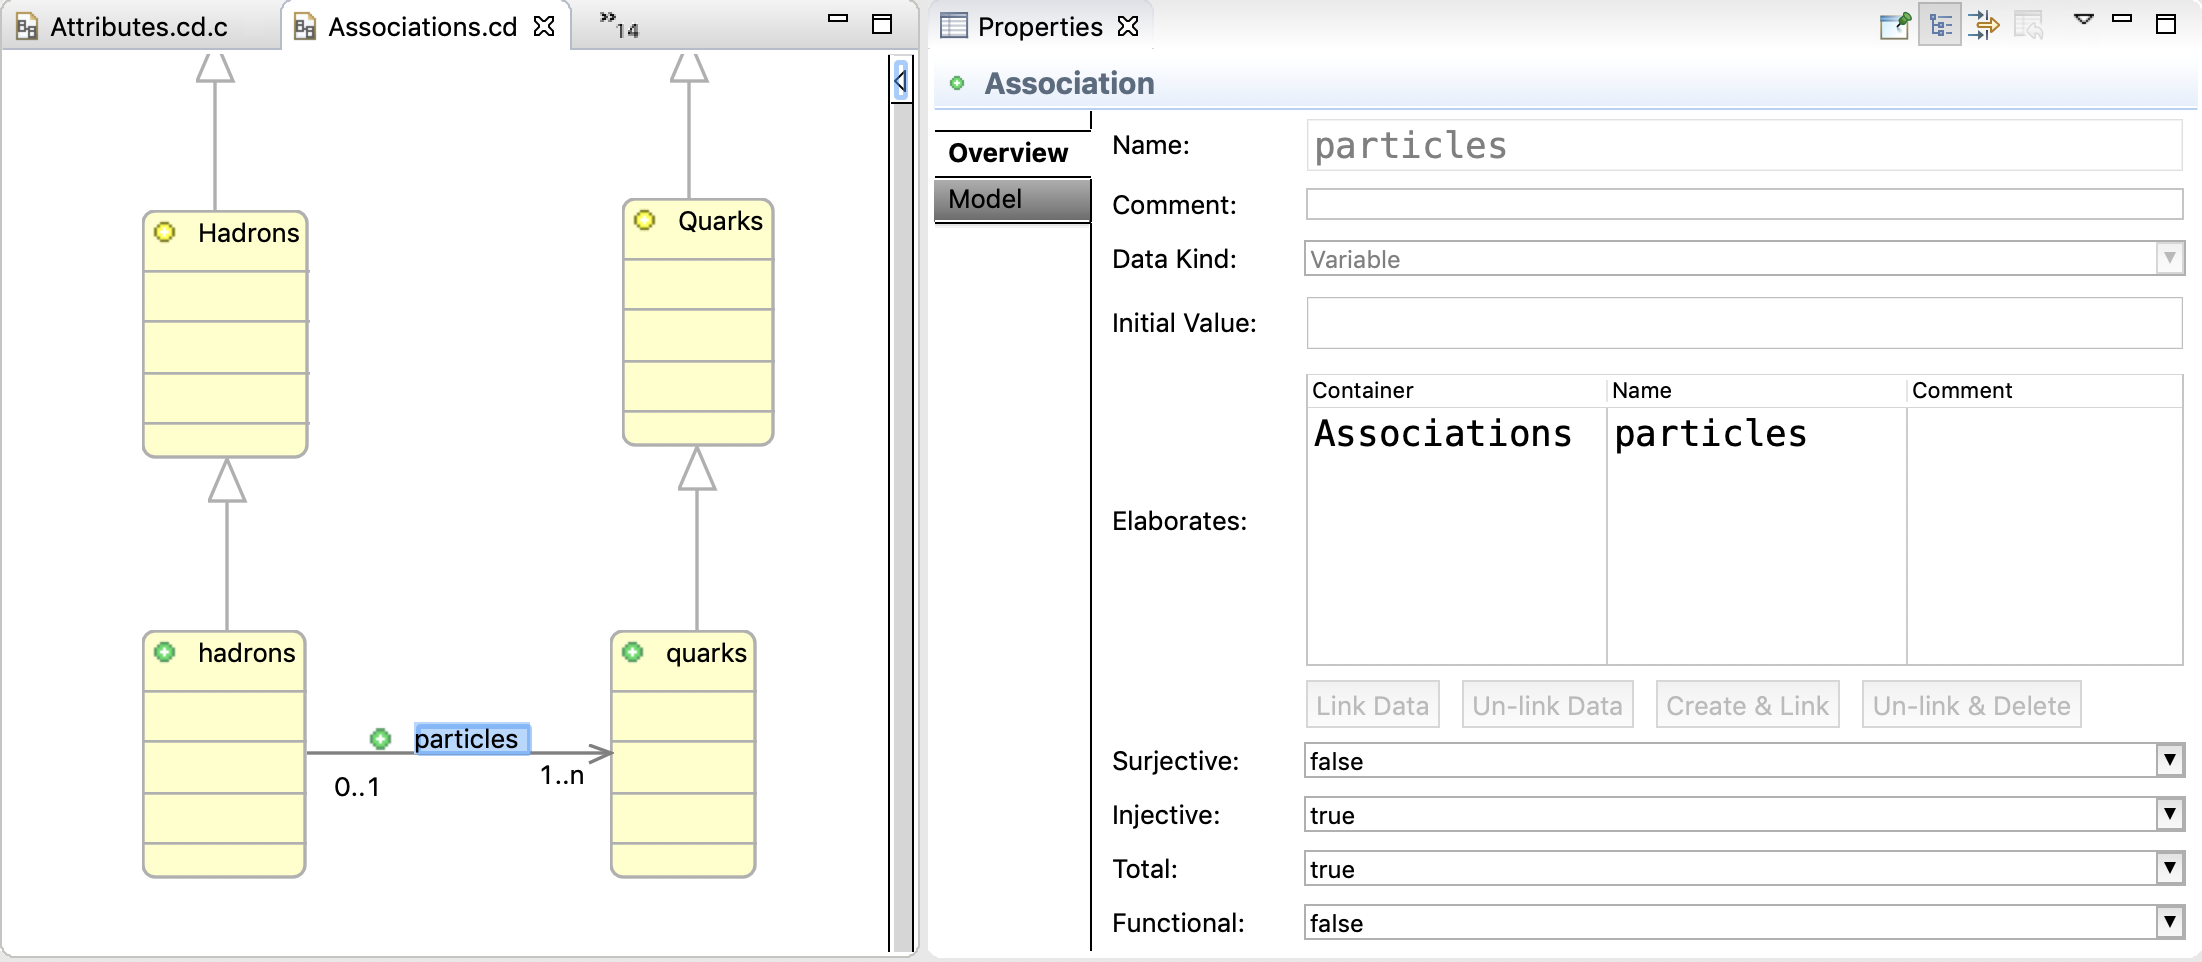 Attributes.cd.c
Associations.cd
»14
Hadrons
Quarks
hadrons
quarks
particles
0..1
1..n
Properties
Association
Overview
Model
Name: particles
Comment:
Data Kind: Variable
Initial Value:
Container Name Comment
Associations particles
Elaborates:
Link Data Un-link Data Create & Link Un-link & Delete
Surjective: false
Injective: true
Total: true
Functional: false